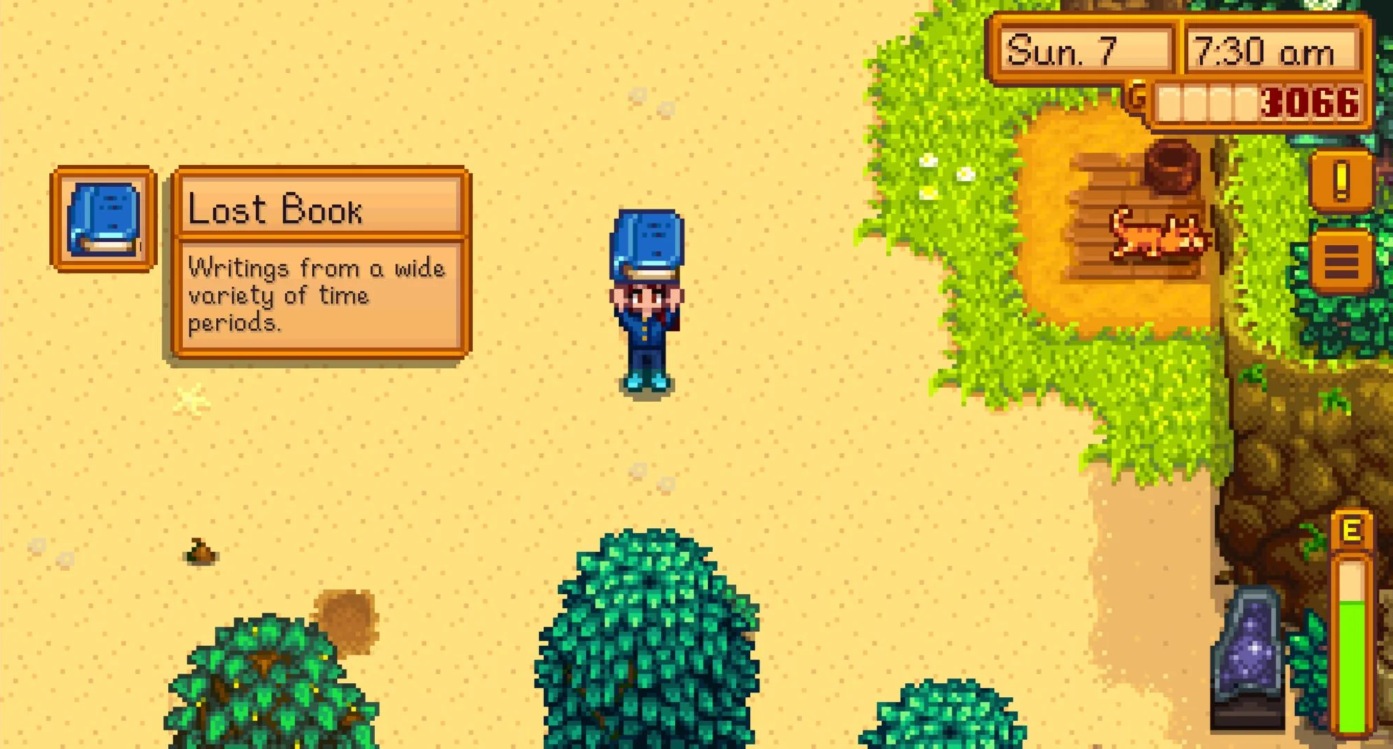 Sun. 7
7:30 am
G 3066
!
Lost Book
Writings from a wide
variety of time
periods.
E